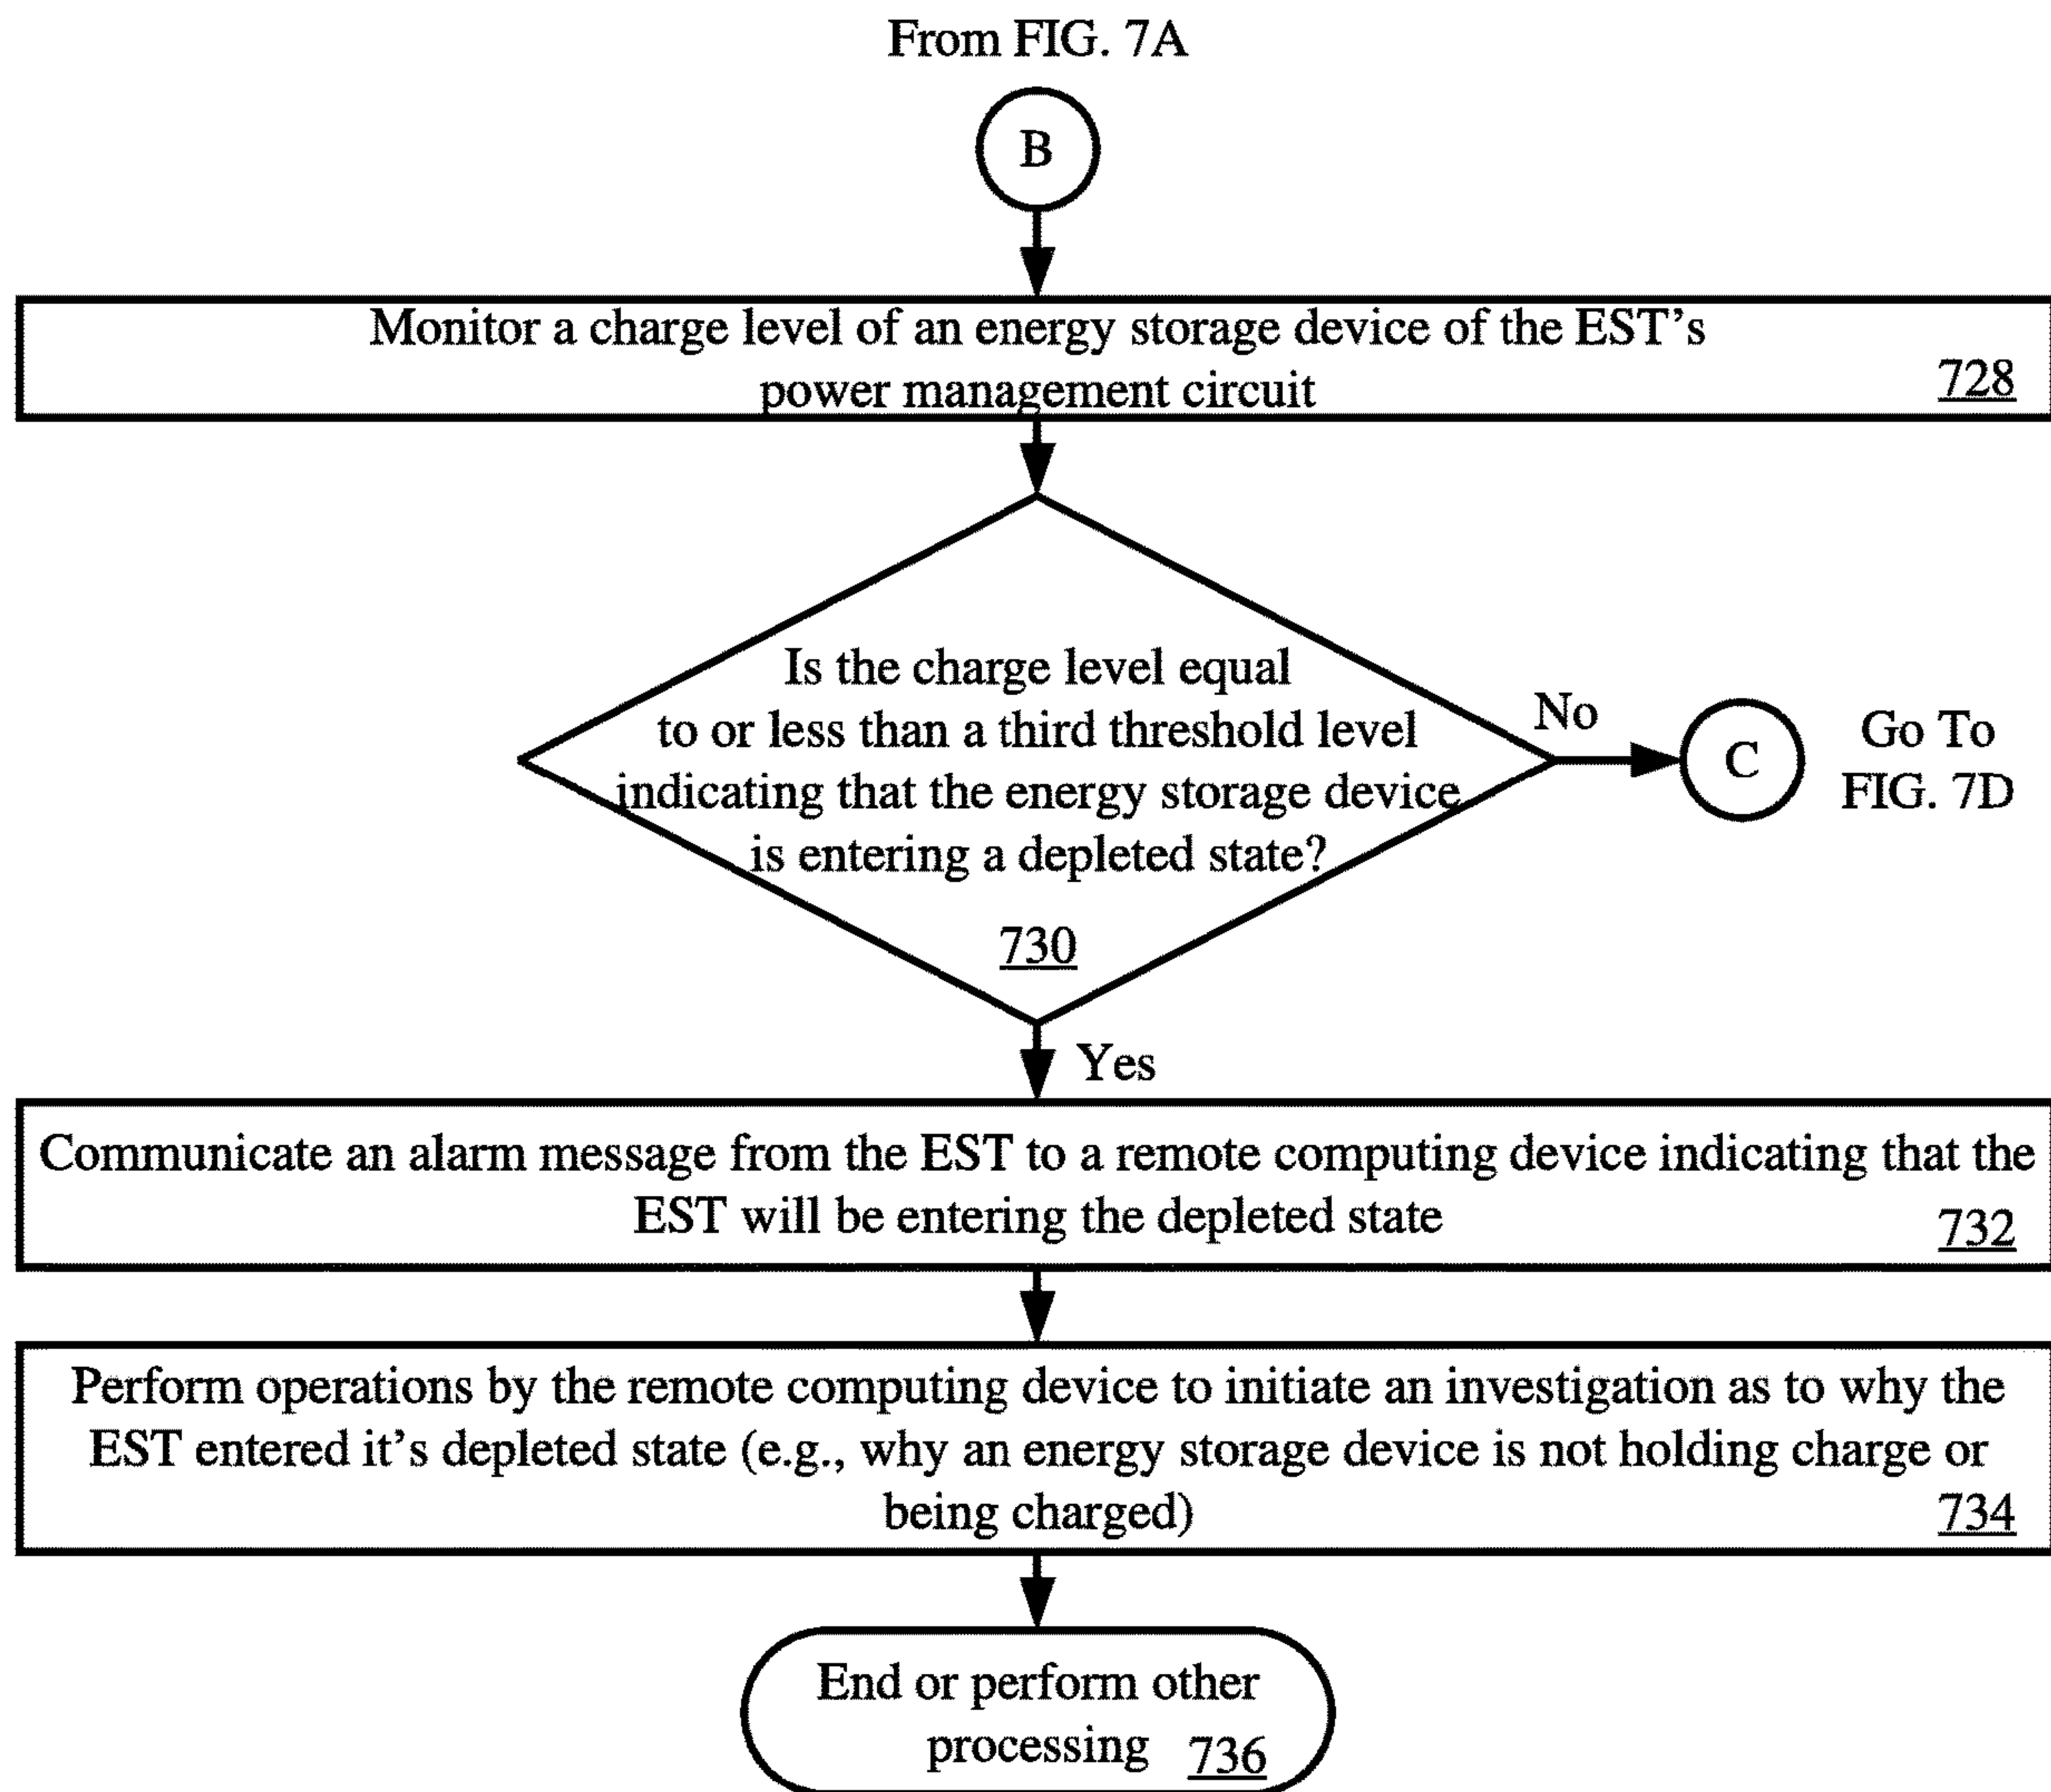 From FIG. 7A
B
Monitor a charge level of an energy storage device of the EST’s
power management circuit
728
Is the charge level equal
to or less than a third threshold level
indicating that the energy storage device
is entering a depleted state?
730
No
C
Go To
FIG. 7D
Yes
Communicate an alarm message from the EST to a remote computing device indicating that the
EST will be entering the depleted state
732
Perform operations by the remote computing device to initiate an investigation as to why the
EST entered it’s depleted state (e.g., why an energy storage device is not holding charge or
being charged)
734
End or perform other
processing 736